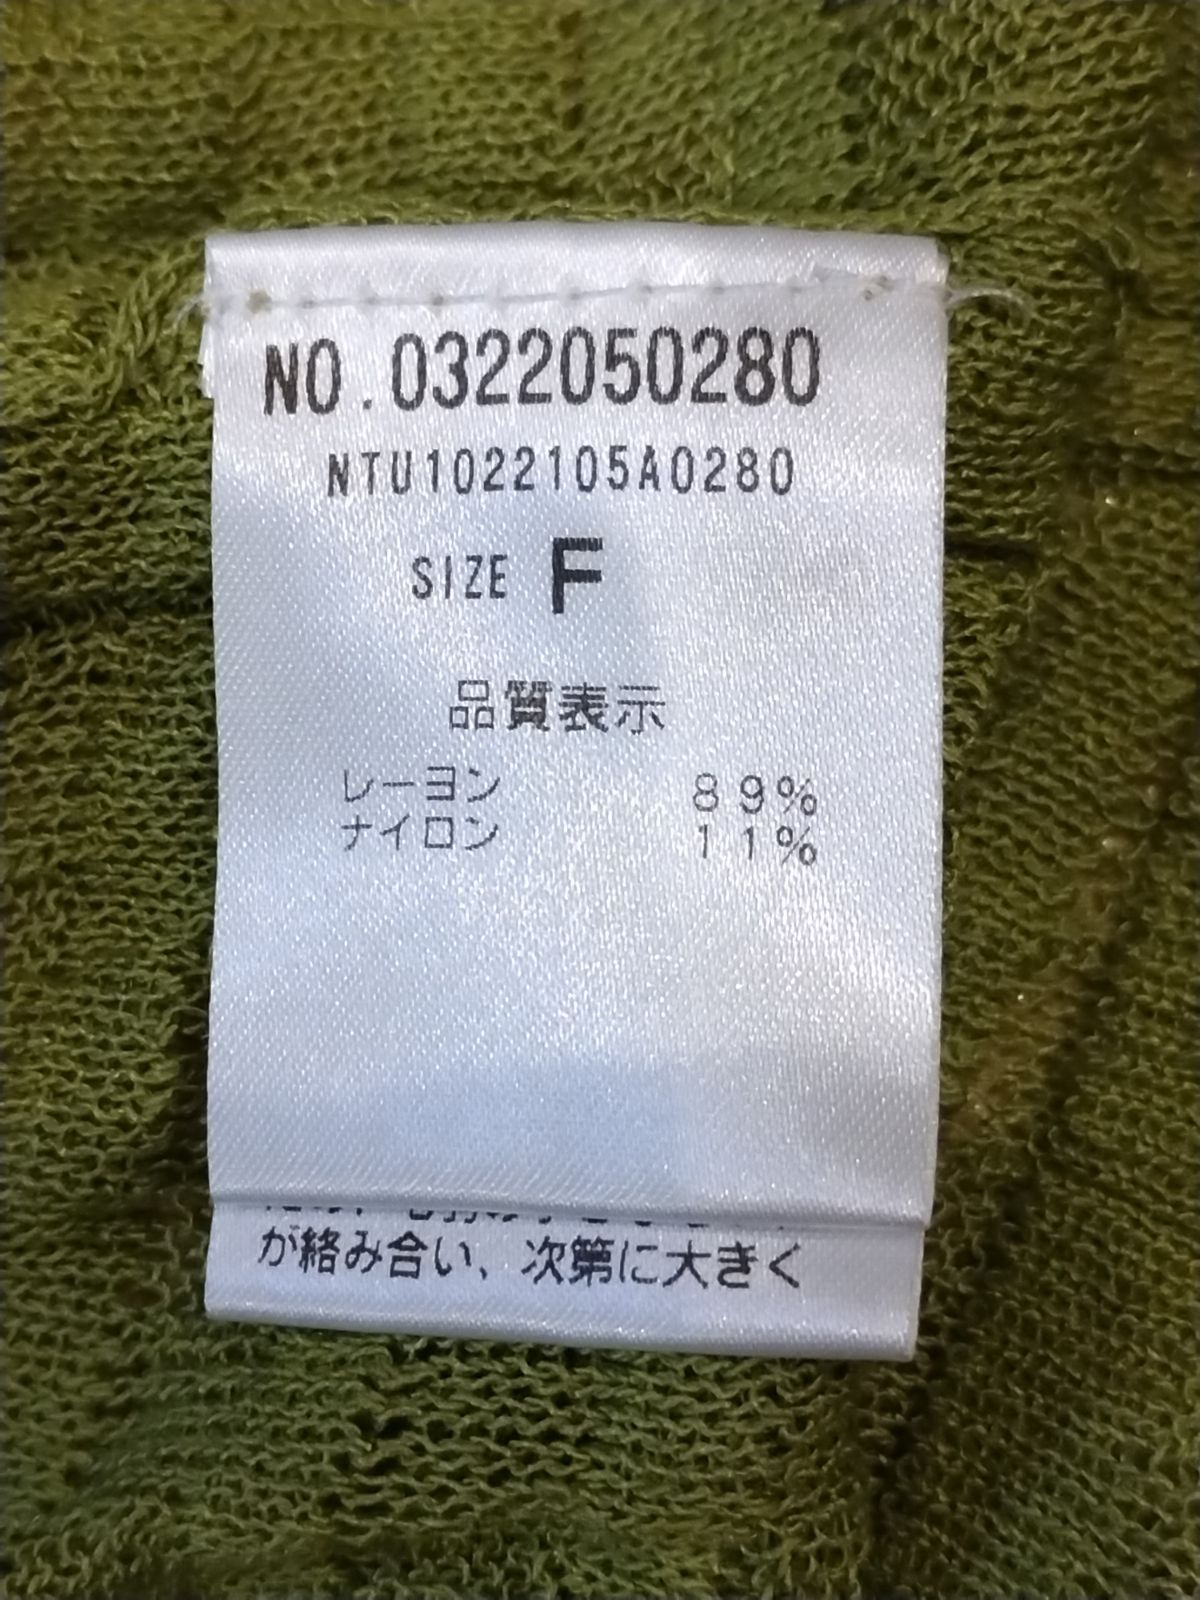 NO.0322050280
NTU1022105A0280
SIZE F
品質表示
レーヨン 89%
ナイロン 11%
が絡み合い、次第に大きく